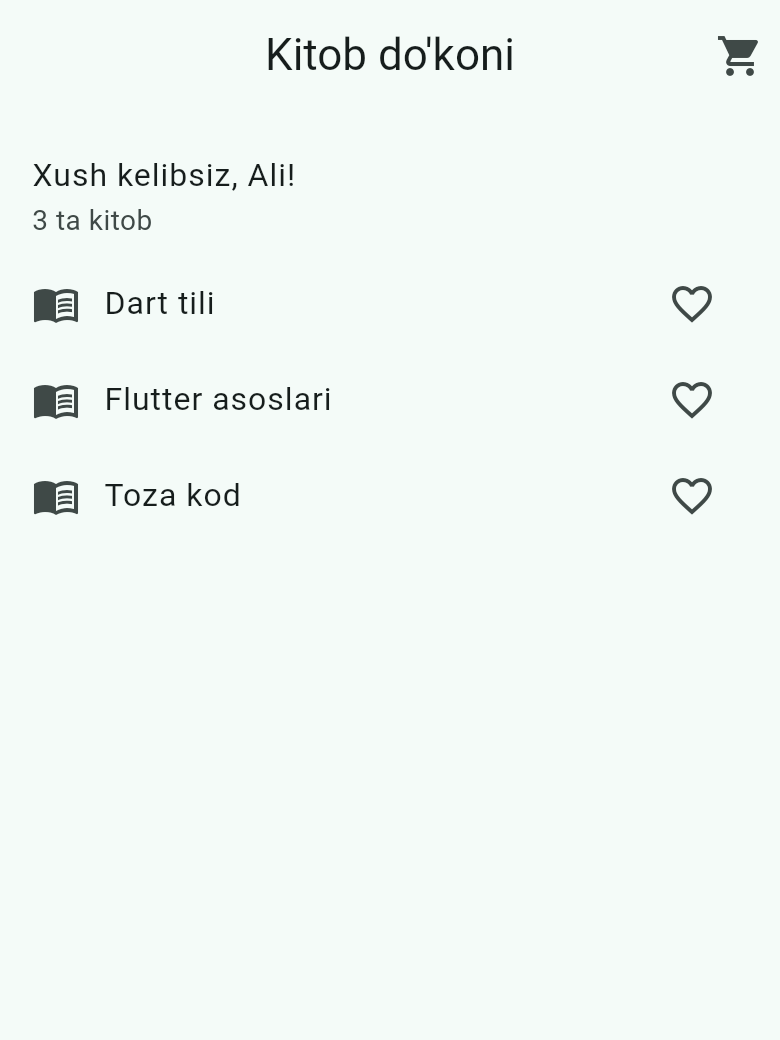 Kitob do'koni
Xush kelibsiz, Ali!
3 ta kitob
Dart tili
Flutter asoslari
Toza kod